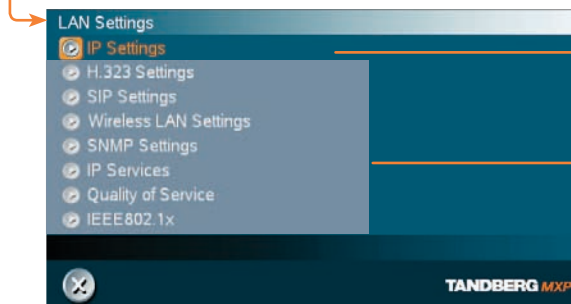 LAN Settings
IP Settings
H.323 Settings
SIP Settings
Wireless LAN Settings
SNMP Settings
IP Services
Quality of Service
IEEE802.1x
TANDBERG MXP